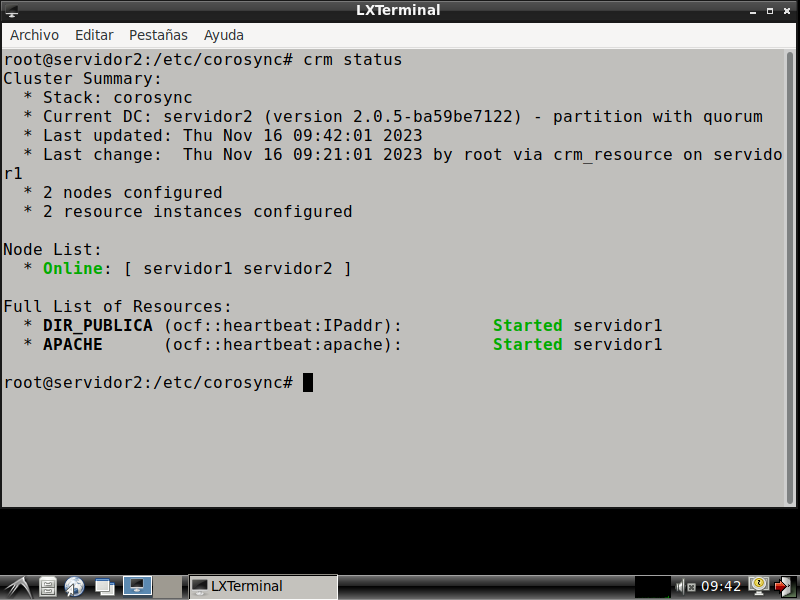 LXTerminal
Archivo Editar Pestañas Ayuda
root@servidor2:/etc/corosync# crm status
Cluster Summary:
  * Stack: corosync
  * Current DC: servidor2 (version 2.0.5-ba59be7122) - partition with quorum
  * Last updated: Thu Nov 16 09:42:01 2023
  * Last change:  Thu Nov 16 09:21:01 2023 by root via crm_resource on servido
r1
  * 2 nodes configured
  * 2 resource instances configured

Node List:
  * Online: [ servidor1 servidor2 ]

Full List of Resources:
  * DIR_PUBLICA (ocf::heartbeat:IPaddr):         Started servidor1
  * APACHE      (ocf::heartbeat:apache):         Started servidor1

root@servidor2:/etc/corosync#
LXTerminal 09:42